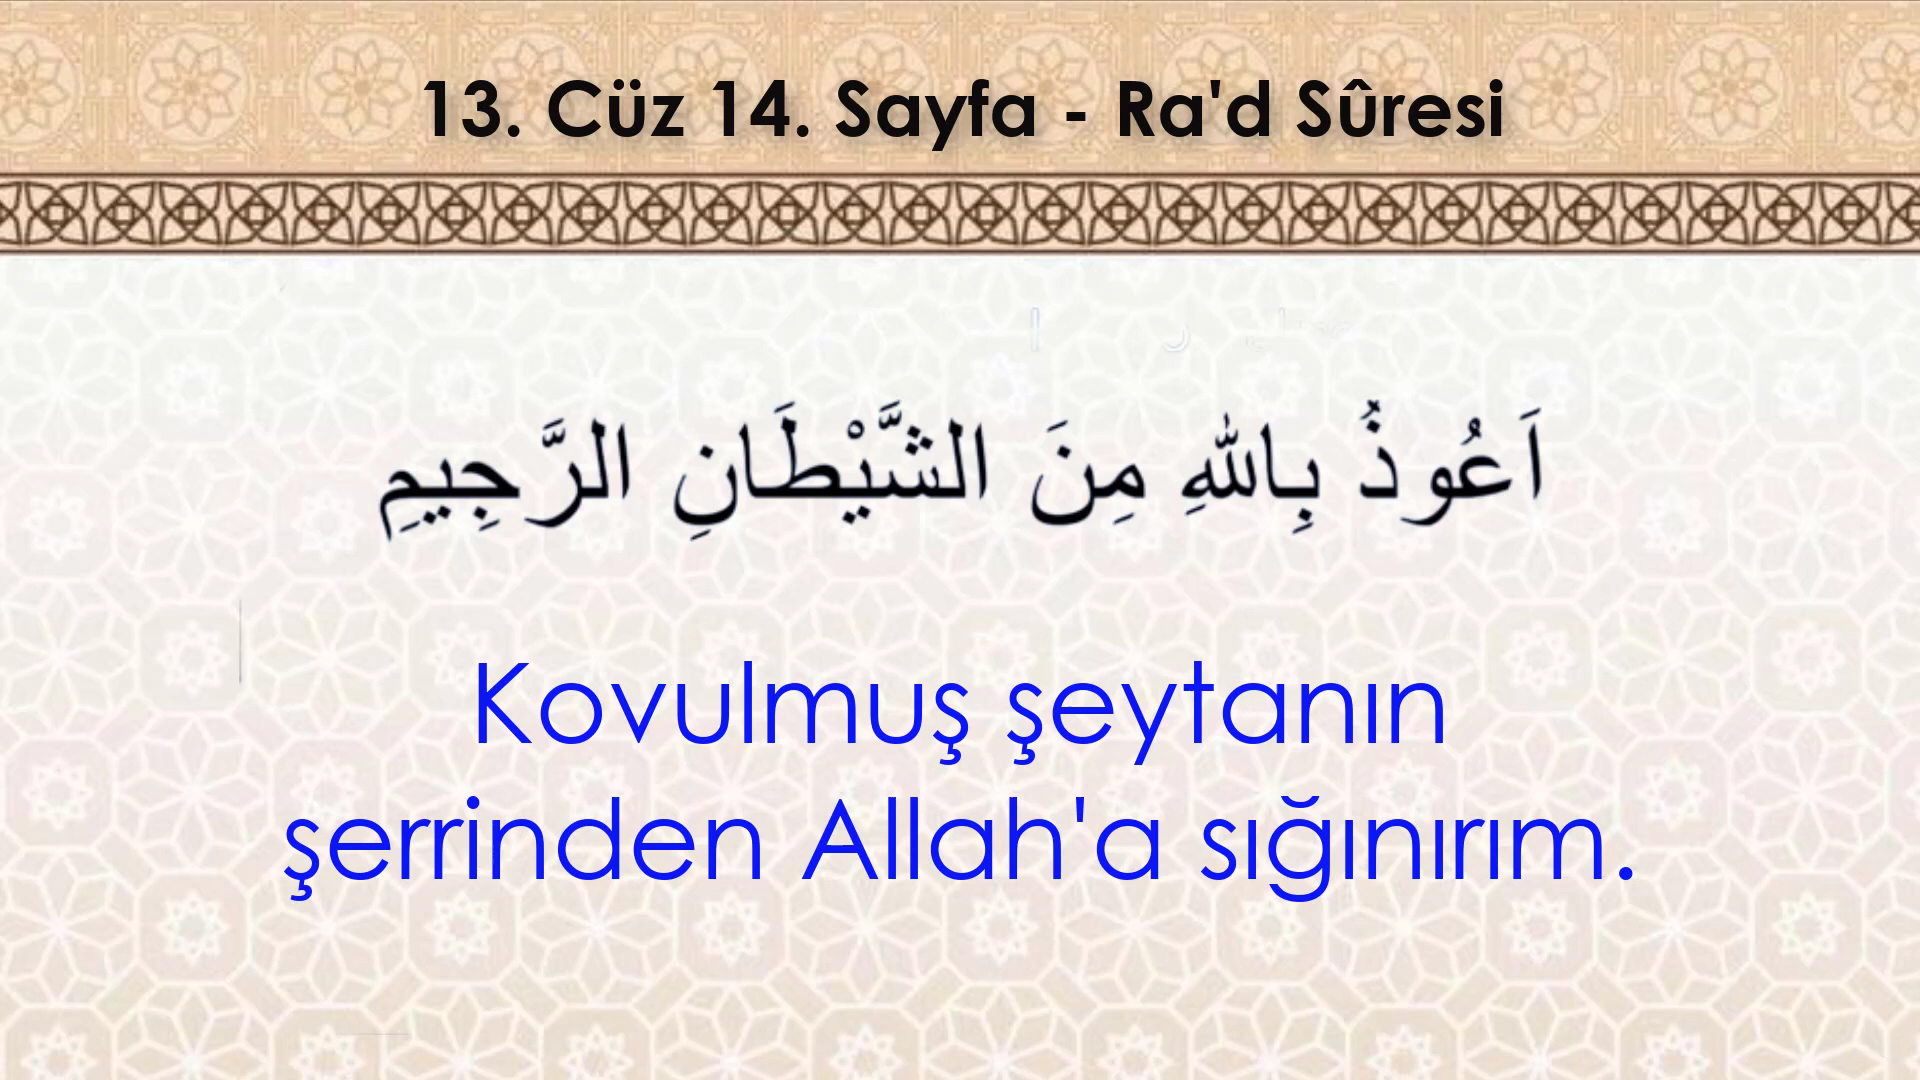 13. Cüz 14. Sayfa - Ra'd Sûresi
اَعُوذُ بِاللّٰهِ مِنَ الشَّيْطَانِ الرَّجِيمِ
Kovulmuş şeytanın
şerrinden Allah'a sığınırım.